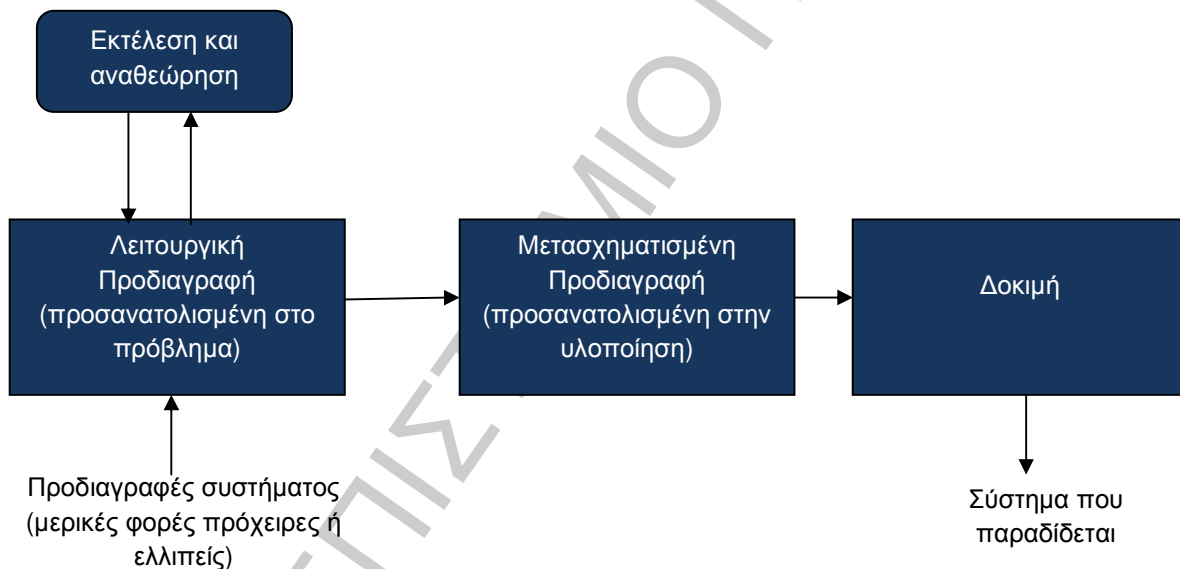 Εκτέλεση και
αναθεώρηση
Λειτουργική
Προδιαγραφή
(προσανατολισμένη στο
πρόβλημα)
Μετασχηματισμένη
Προδιαγραφή
(προσανατολισμένη στην
υλοποίηση)
Δοκιμή
Προδιαγραφές συστήματος
(μερικές φορές πρόχειρες ή
ελλιπείς)
Σύστημα που
παραδίδεται